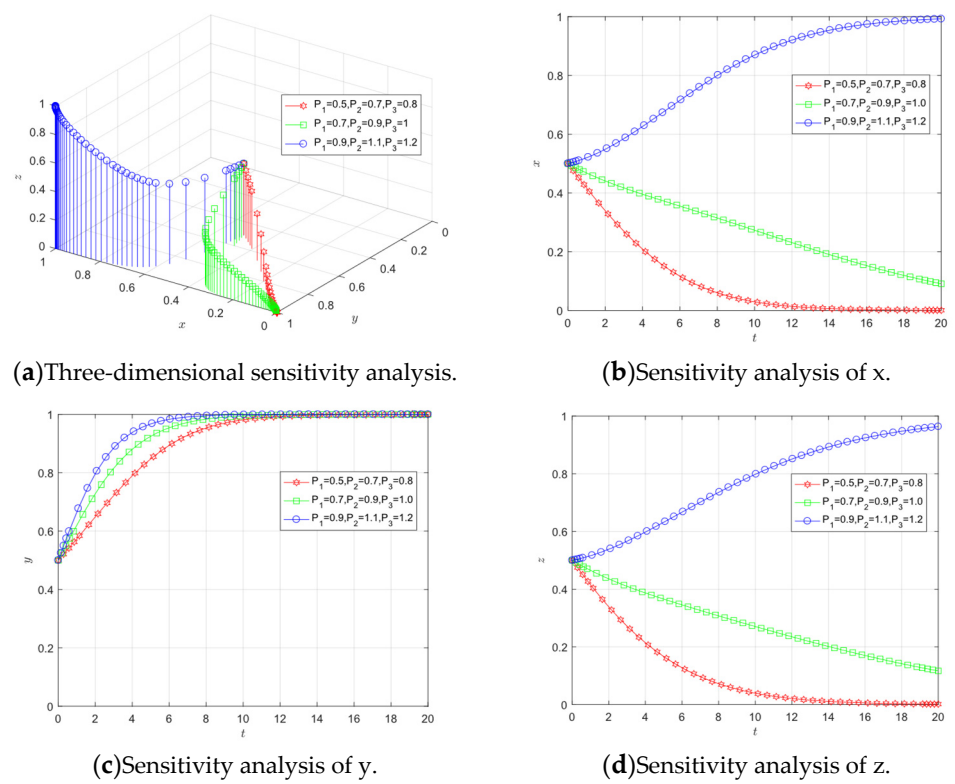 1
0.8
0.6
z
0.4
0.2
0
1
0.8
0.6
x
0.4
0.2
0
1
0.8
0.6
y
0.4
0.2
0
P1=0.5,P2=0.7,P3=0.8
P1=0.7,P2=0.9,P3=1
P1=0.9,P2=1.1,P3=1.2
(a)Three-dimensional sensitivity analysis.
1
0.8
0.6
x
0.4
0.2
0
0 2 4 6 8 10 12 14 16 18 20
t
P1=0.5,P2=0.7,P3=0.8
P1=0.7,P2=0.9,P3=1.0
P1=0.9,P2=1.1,P3=1.2
(b)Sensitivity analysis of x.
1
0.8
0.6
y
0.4
0.2
0
0 2 4 6 8 10 12 14 16 18 20
t
P1=0.5,P2=0.7,P3=0.8
P1=0.7,P2=0.9,P3=1.0
P1=0.9,P2=1.1,P3=1.2
(c)Sensitivity analysis of y.
1
0.8
0.6
z
0.4
0.2
0
0 2 4 6 8 10 12 14 16 18 20
t
P1=0.5,P2=0.7,P3=0.8
P1=0.7,P2=0.9,P3=1.0
P1=0.9,P2=1.1,P3=1.2
(d)Sensitivity analysis of z.